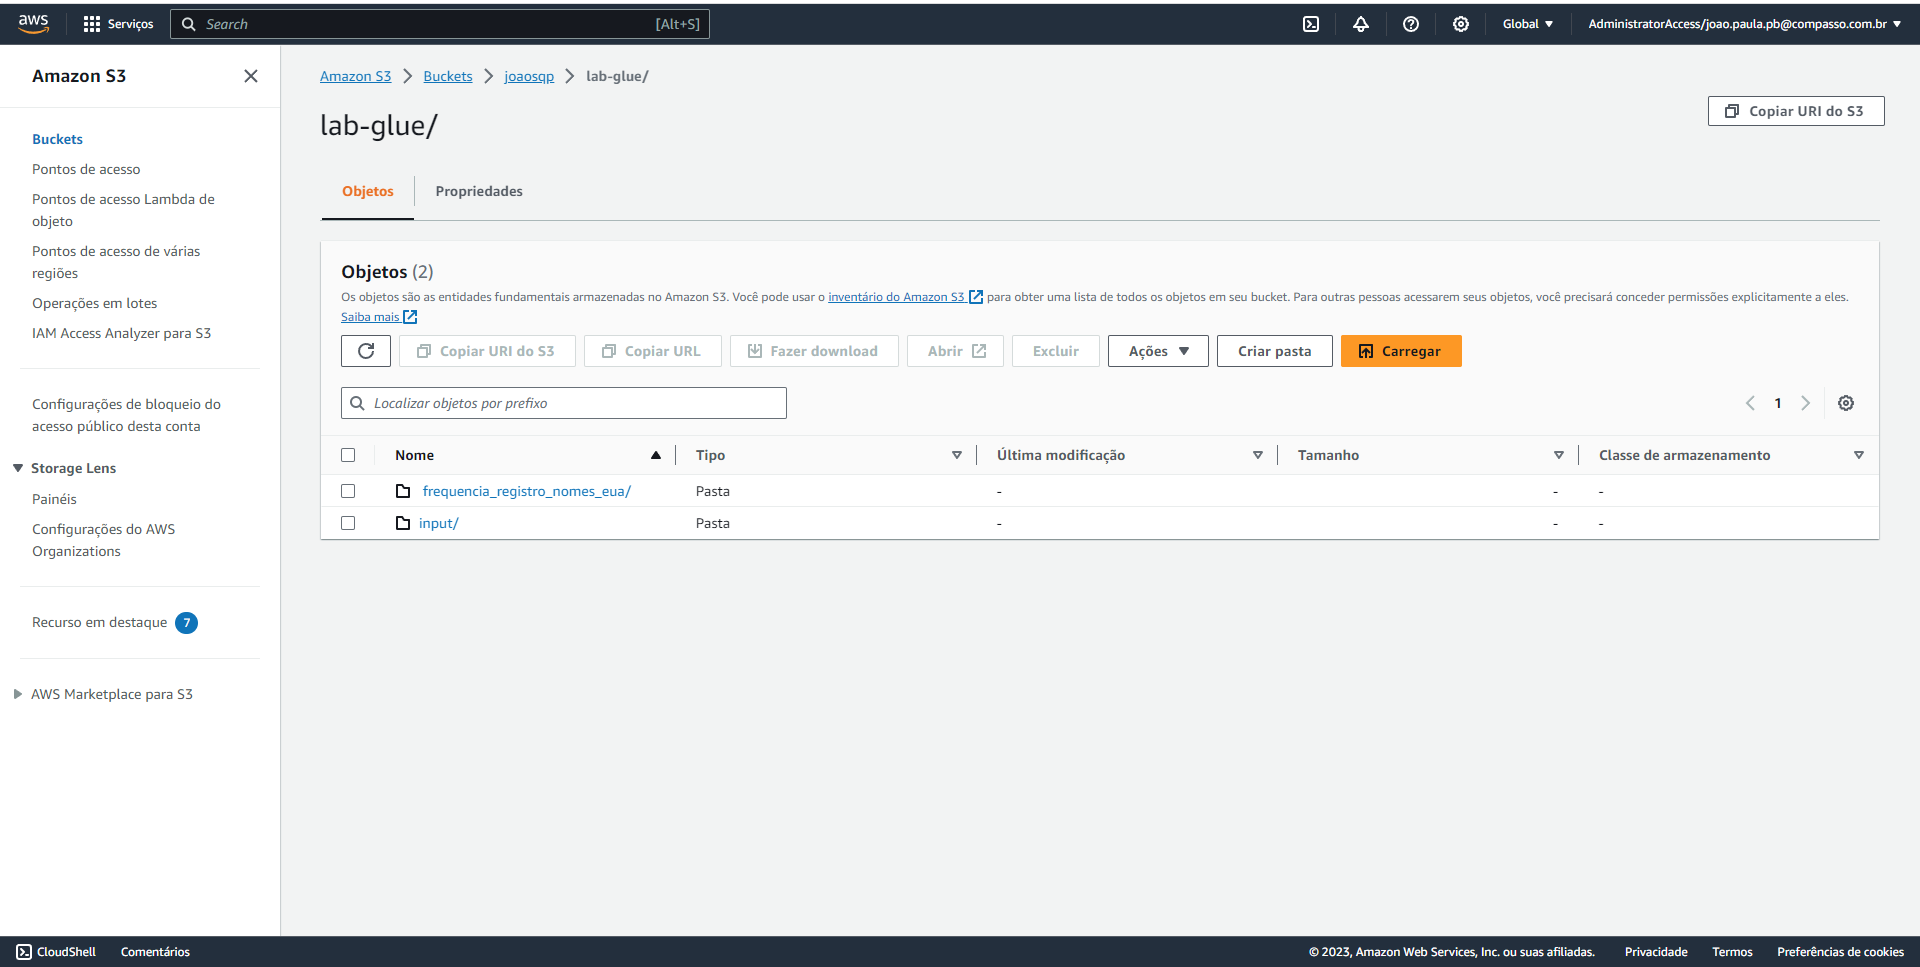 aws
Serviços
Search
[Alt+S]
Global
AdministratorAccess/joao.paula.pb@compasso.com.br
Amazon S3
Buckets
Pontos de acesso
Pontos de acesso Lambda de
objeto
Pontos de acesso de várias
regiões
Operações em lotes
IAM Access Analyzer para S3
Configurações de bloqueio do
acesso público desta conta
Storage Lens
Painéis
Configurações do AWS
Organizations
Recurso em destaque 7
AWS Marketplace para S3
Amazon S3 Buckets joaosqp lab-glue/
lab-glue/
Copiar URI do S3
Objetos Propriedades
Objetos (2)
Os objetos são as entidades fundamentais armazenadas no Amazon S3. Você pode usar o inventário do Amazon S3 para obter uma lista de todos os objetos em seu bucket. Para outras pessoas acessarem seus objetos, você precisará conceder permissões explicitamente a eles.
Saiba mais
Copiar URI do S3 Copiar URL Fazer download Abrir Excluir Ações Criar pasta Carregar
Localizar objetos por prefixo
1
Nome Tipo Última modificação Tamanho Classe de armazenamento
frequencia_registro_nomes_eua/ Pasta - - -
input/ Pasta - - -
CloudShell Comentários
© 2023, Amazon Web Services, Inc. ou suas afiliadas. Privacidade Termos Preferências de cookies